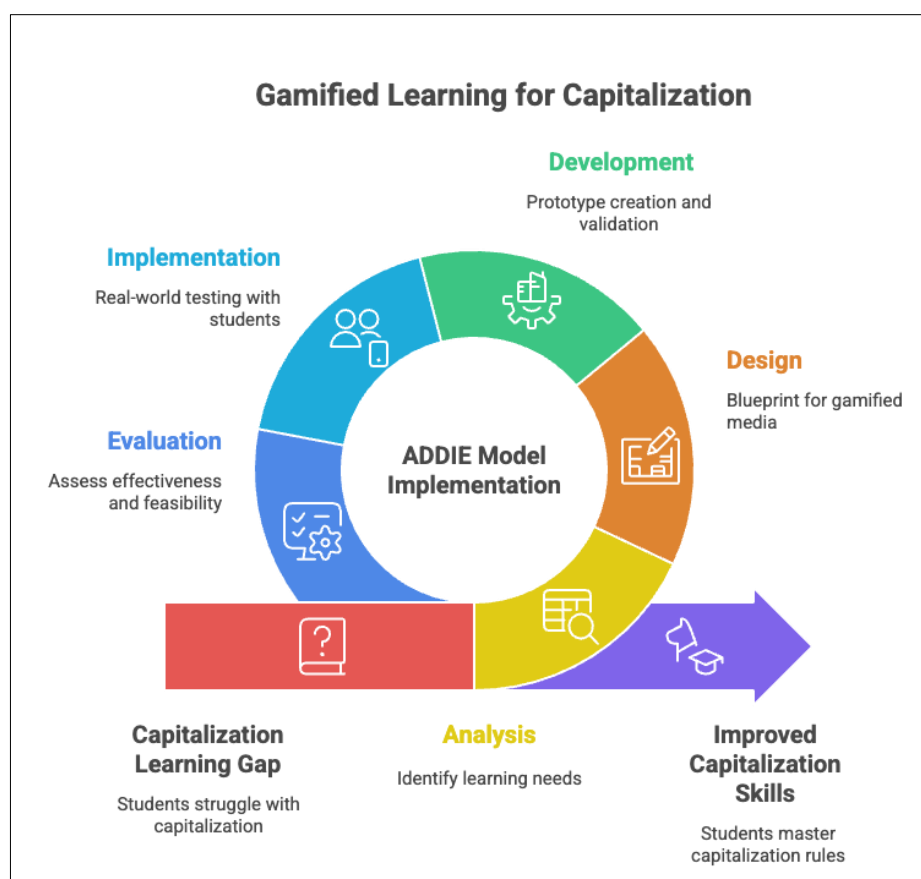 Gamified Learning for Capitalization
Development
Prototype creation and
validation
Implementation
Real-world testing with
students
Design
Blueprint for gamified
media
Evaluation
Assess effectiveness
and feasibility
ADDIE Model
Implementation
?
Capitalization
Learning Gap
Students struggle with
capitalization
Analysis
Identify learning needs
Improved
Capitalization
Skills
Students master
capitalization rules